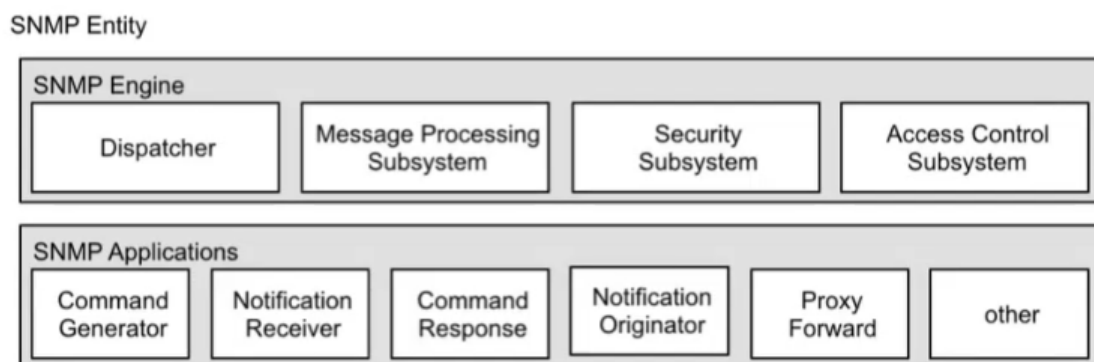 SNMP Entity
SNMP Engine
Dispatcher
Message Processing
Subsystem
Security
Subsystem
Access Control
Subsystem
SNMP Applications
Command
Generator
Notification
Receiver
Command
Response
Notification
Originator
Proxy
Forward
other